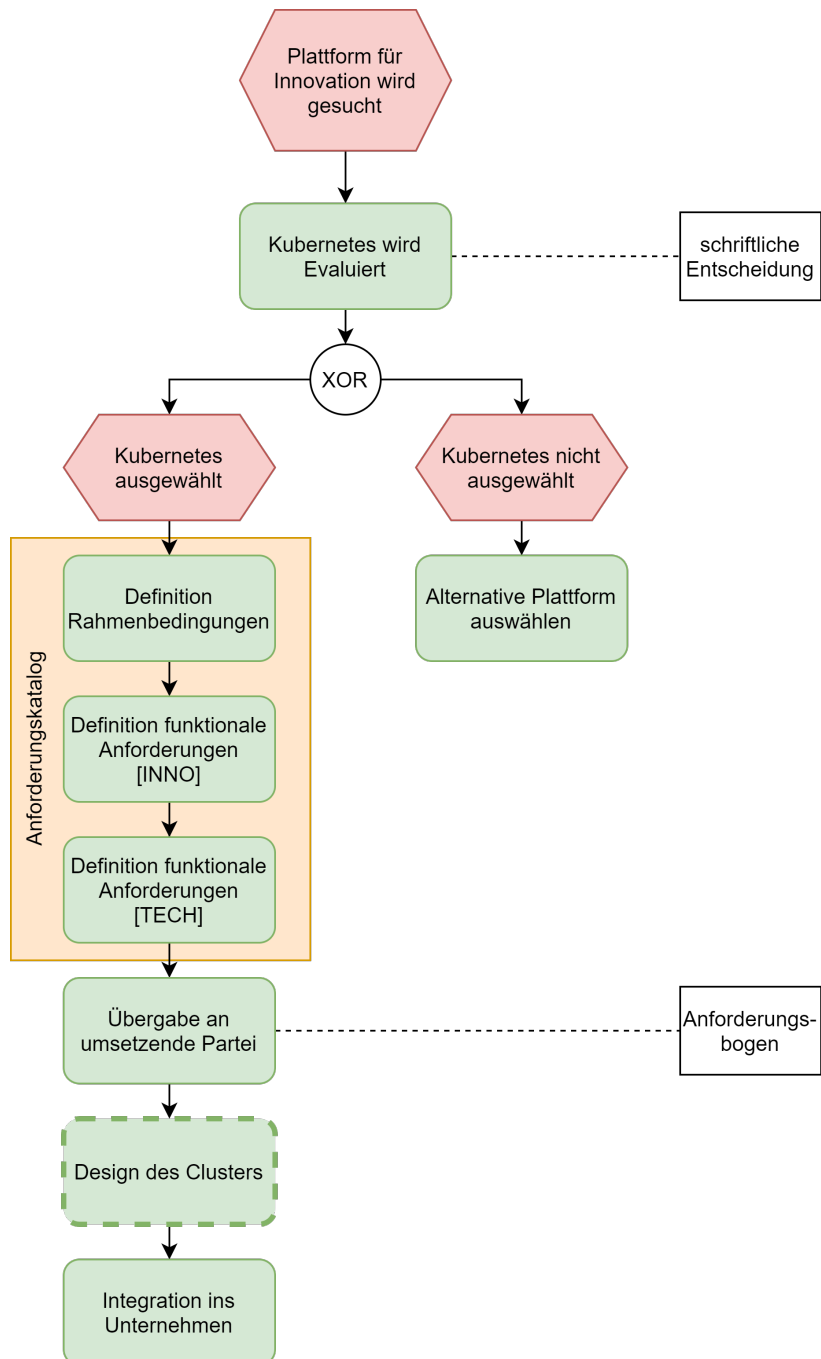 Plattform für
Innovation wird
gesucht
Kubernetes wird
Evaluiert
schriftliche
Entscheidung
XOR
Kubernetes
ausgewählt
Kubernetes nicht
ausgewählt
Anforderungskatalog
Definition
Rahmenbedingungen
Alternative Plattform
auswählen
Definition funktionale
Anforderungen
[INNO]
Definition funktionale
Anforderungen
[TECH]
Übergabe an
umsetzende Partei
Anforderungs-
bogen
Design des Clusters
Integration ins
Unternehmen